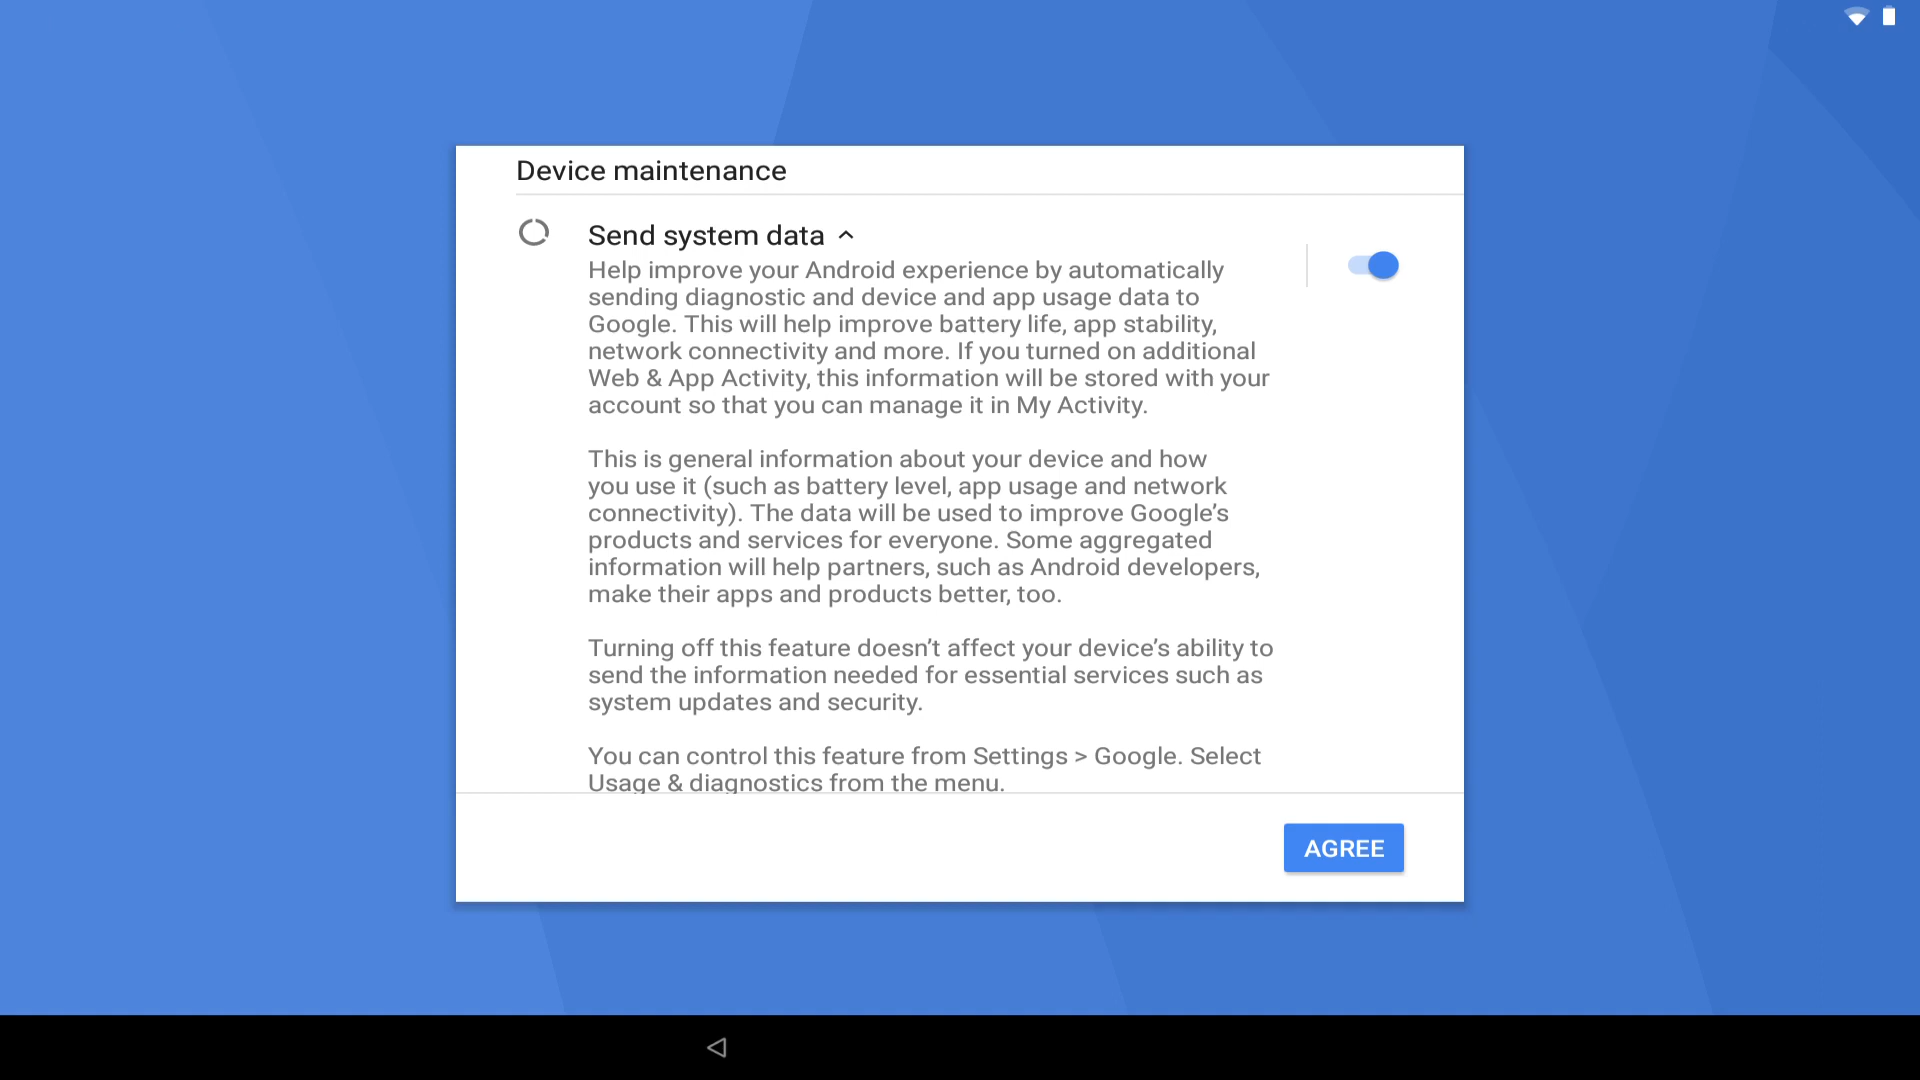 Device maintenance
Send system data
Help improve your Android experience by automatically
sending diagnostic and device and app usage data to
Google. This will help improve battery life, app stability,
network connectivity and more. If you turned on additional
Web & App Activity, this information will be stored with your
account so that you can manage it in My Activity.
This is general information about your device and how
you use it (such as battery level, app usage and network
connectivity). The data will be used to improve Google’s
products and services for everyone. Some aggregated
information will help partners, such as Android developers,
make their apps and products better, too.
Turning off this feature doesn’t affect your device’s ability to
send the information needed for essential services such as
system updates and security.
You can control this feature from Settings > Google. Select
Usage & diagnostics from the menu.
AGREE